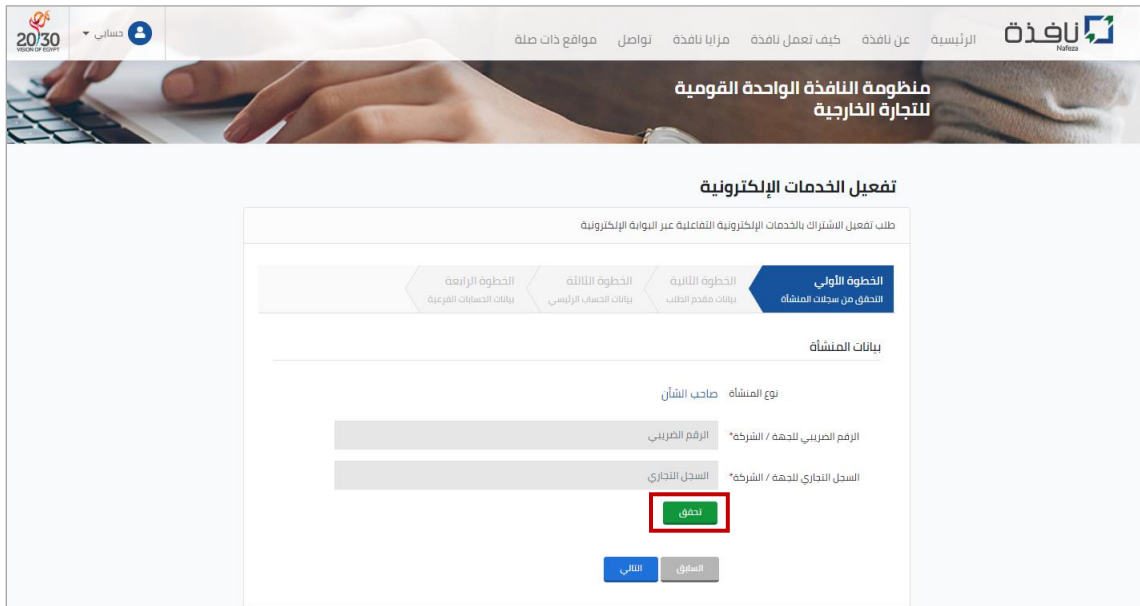 نافذة
Nafeza
الرئيسية عن نافذة كيف تعمل نافذة مزايا نافذة تواصل مواقع ذات صلة
حسابي
20/30
VISION OF EGYPT
منظومة النافذة الواحدة القومية
للتجارة الخارجية
تفعيل الخدمات الإلكترونية
طلب تفعيل الاشتراك بالخدمات الإلكترونية التفاعلية عبر البوابة الإلكترونية
الخطوة الأولي
التحقق من سجلات المنشأة
الخطوة الثانية
بيانات مقدم الطلب
الخطوة الثالثة
بيانات الحساب الرئيسي
الخطوة الرابعة
بيانات الحسابات الفرعية
بيانات المنشأة
نوع المنشأة صاحب الشأن
الرقم الضريبي للجهة / الشركة* الرقم الضريبي
السجل التجاري للجهة / الشركة* السجل التجاري
تحقق
السابق التالي